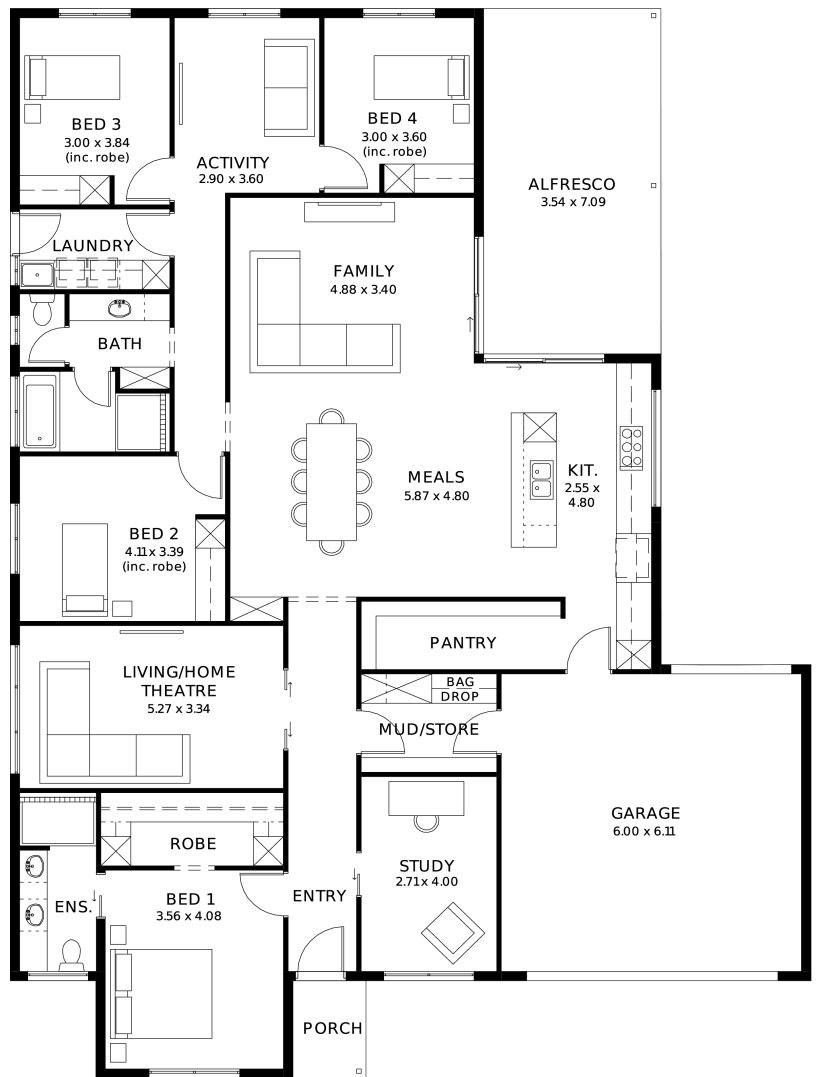 BED 3
3.00 x 3.84
(inc. robe)
ACTIVITY
2.90 x 3.60
BED 4
3.00 x 3.60
(inc. robe)
ALFRESCO
3.54 x 7.09
LAUNDRY
FAMILY
4.88 x 3.40
BATH
MEALS
5.87 x 4.80
KIT.
2.55 x
4.80
BED 2
4.11 x 3.39
(inc. robe)
PANTRY
LIVING/HOME
THEATRE
5.27 x 3.34
BAG
DROP
MUD/STORE
GARAGE
6.00 x 6.11
ROBE
STUDY
2.71 x 4.00
ENS.
BED 1
3.56 x 4.08
ENTRY
PORCH